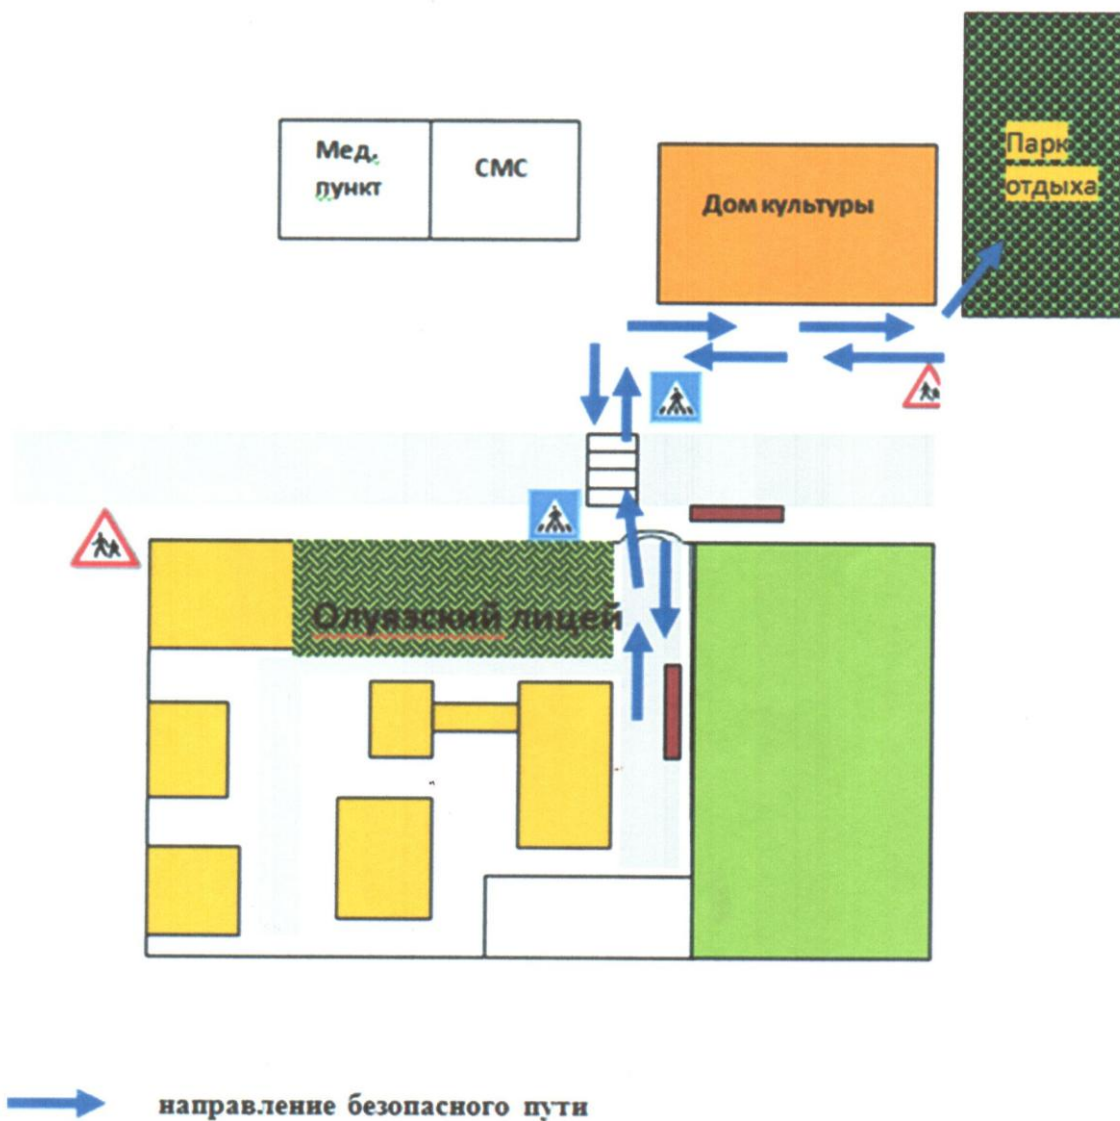 Мед.
пункт
СМС
Дом культуры
Парк
отдыха
Олуязский лицей
направление безопасного пути